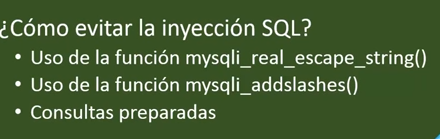 ¿Cómo evitar la inyección SQL?
• Uso de la función mysqli_real_escape_string()
• Uso de la función mysqli_addslashes()
• Consultas preparadas